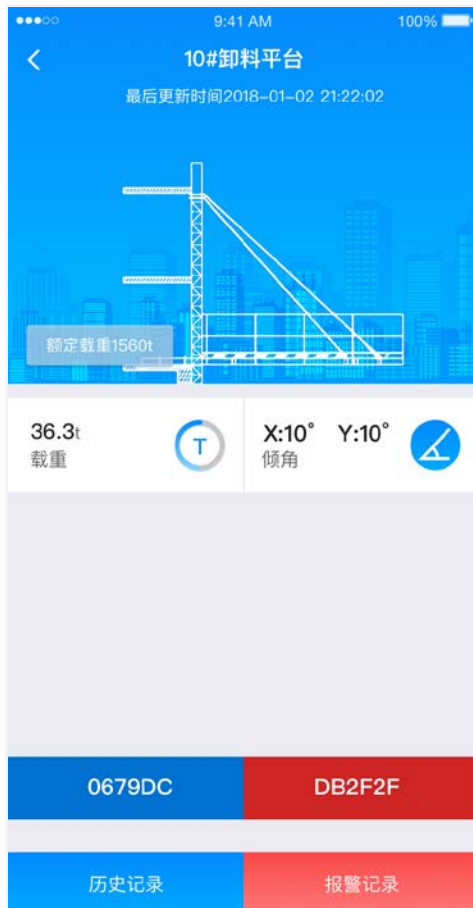 9:41 AM 100%
10#卸料平台
最后更新时间2018-01-02 21:22:02
额定载重1560t
36.3t T X:10° Y:10°
载重 倾角
0679DC DB2F2F
历史记录 报警记录